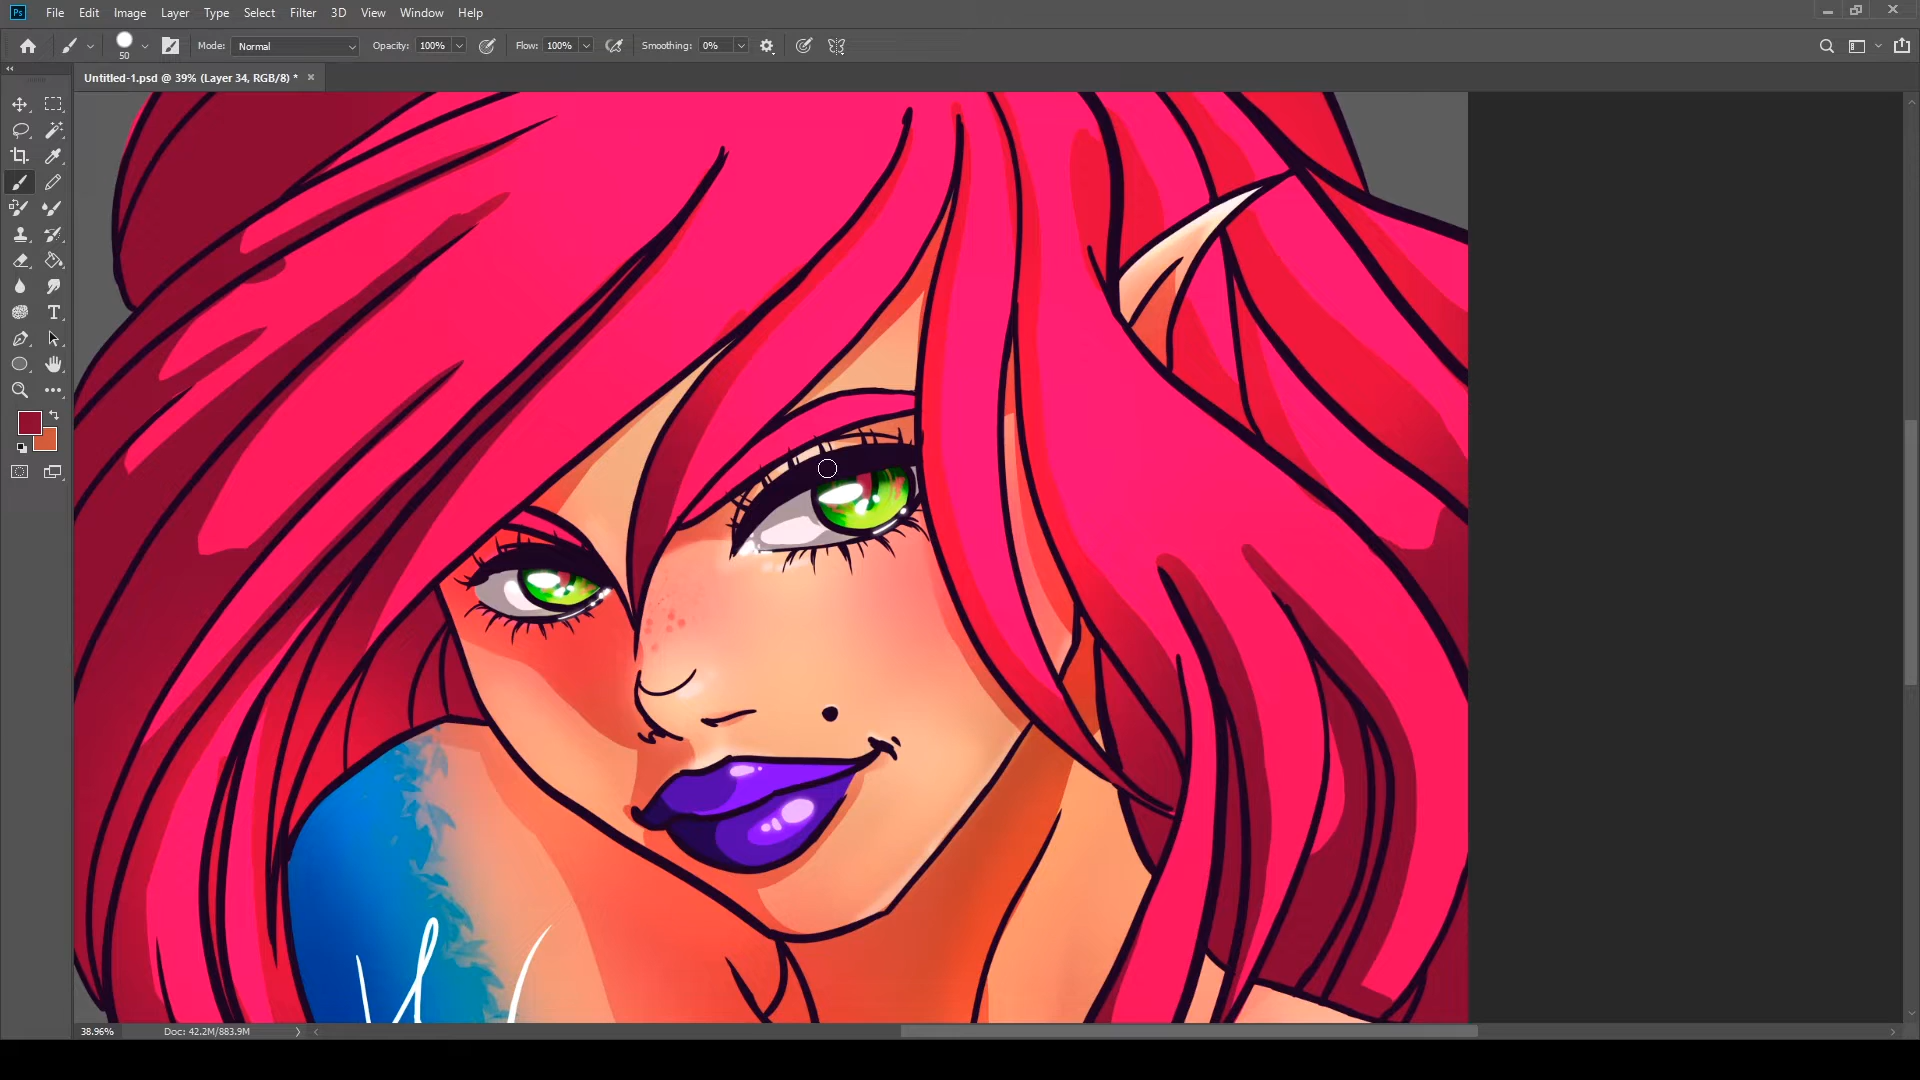 Ps File Edit Image Layer Type Select Filter 3D View Window Help
50 Mode: Normal Opacity: 100% Flow: 100% Smoothing: 0%
Untitled-1.psd @ 39% (Layer 34, RGB/8) *
T
38.96% Doc: 42.2M/883.9M